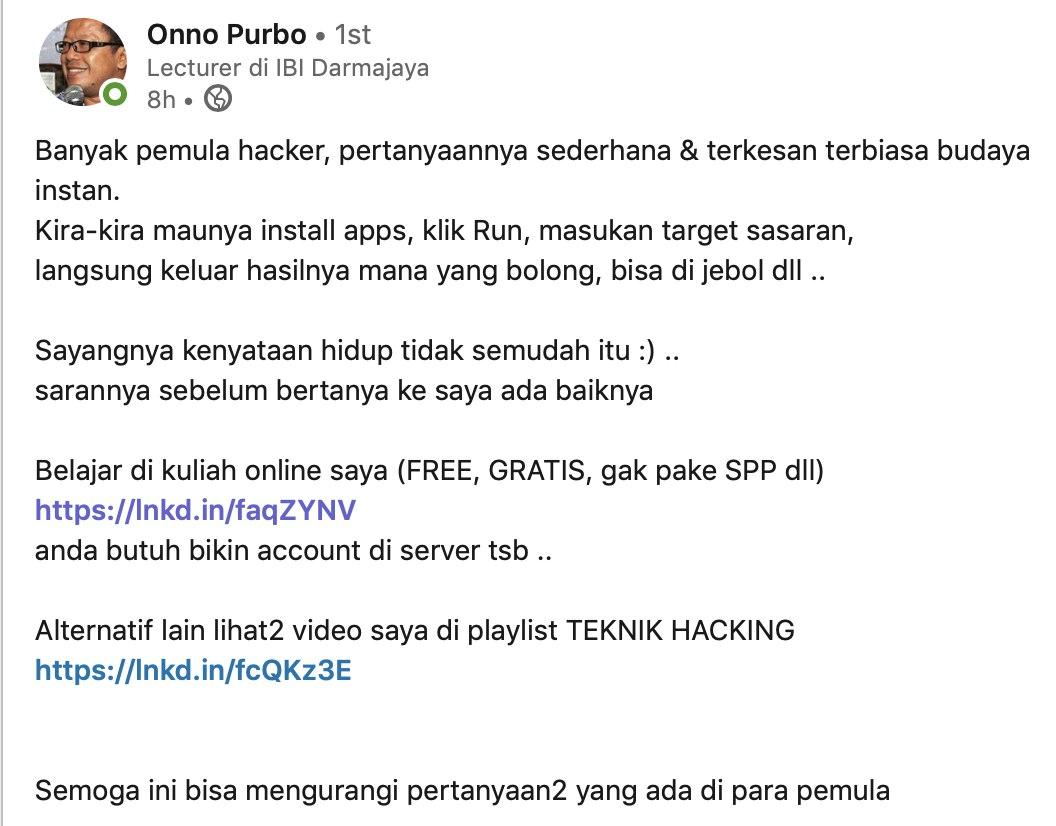 Onno Purbo • 1st
Lecturer di IBI Darmajaya
8h •
Banyak pemula hacker, pertanyaannya sederhana & terkesan terbiasa budaya
instan.
Kira-kira maunya install apps, klik Run, masukan target sasaran,
langsung keluar hasilnya mana yang bolong, bisa di jebol dll ..
Sayangnya kenyataan hidup tidak semudah itu :) ..
sarannya sebelum bertanya ke saya ada baiknya
Belajar di kuliah online saya (FREE, GRATIS, gak pake SPP dll)
https://lnkd.in/faqZYNV
anda butuh bikin account di server tsb ..
Alternatif lain lihat2 video saya di playlist TEKNIK HACKING
https://lnkd.in/fcQKz3E
Semoga ini bisa mengurangi pertanyaan2 yang ada di para pemula